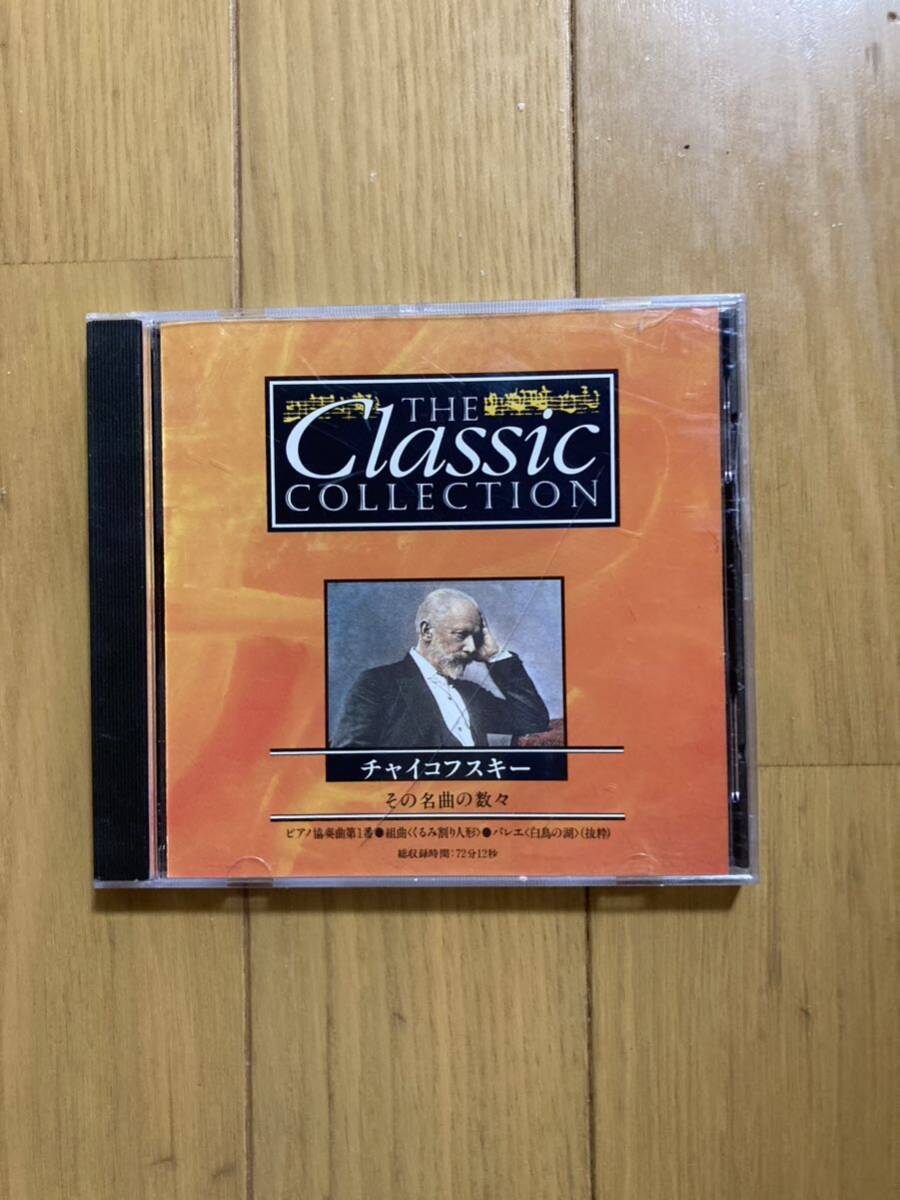 THE
Classic
COLLECTION
チャイコフスキー
その名曲の数々
ピアノ協奏曲第1番●組曲〈くるみ割り人形〉●バレエ〈白鳥の湖〉(抜粋)
総収録時間:72分12秒